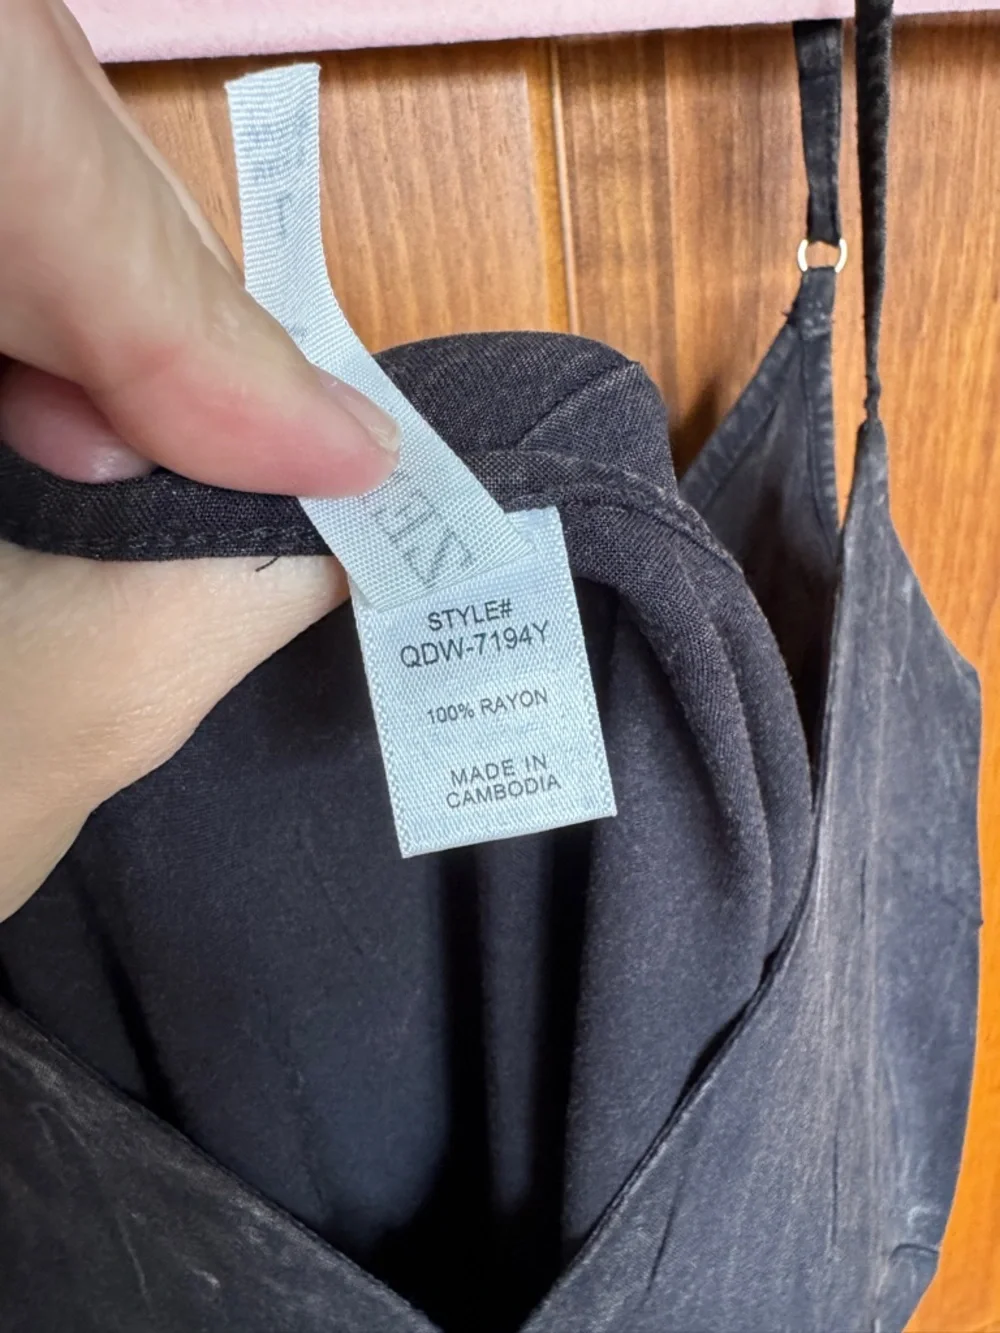 STYLE#
QDW-7194Y
100% RAYON
MADE IN
CAMBODIA